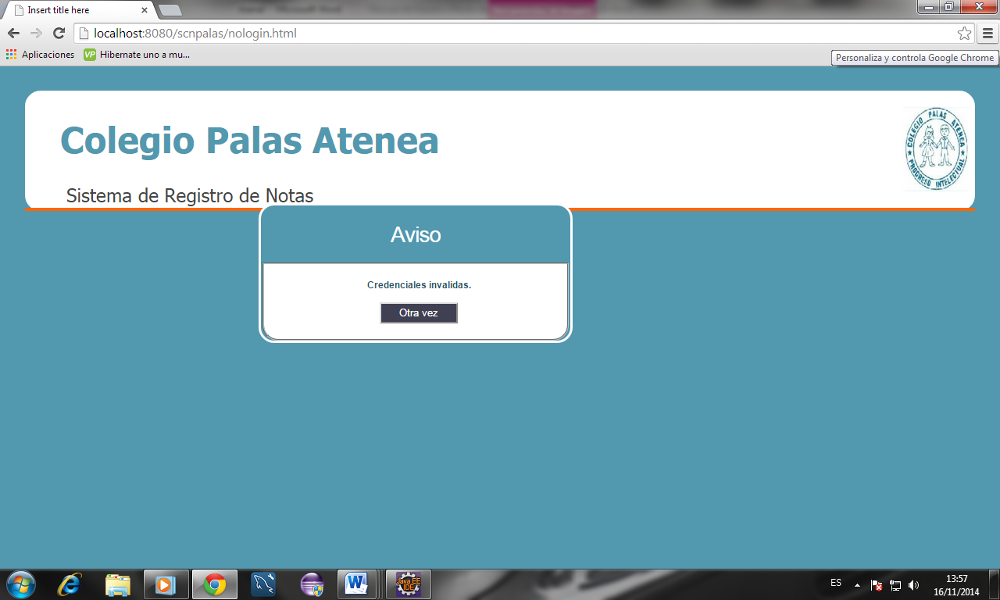 Insert title here
localhost:8080/scnpalas/nologin.html
Aplicaciones
VP Hibernate uno a mu...
Personaliza y controla Google Chrome
Colegio Palas Atenea
COLEGIO PALAS ATENEA
PROGRESO INTELECTUAL
Sistema de Registro de Notas
Aviso
Credenciales invalidas.
Otra vez
Java EE
IDE
ES
13:57
16/11/2014